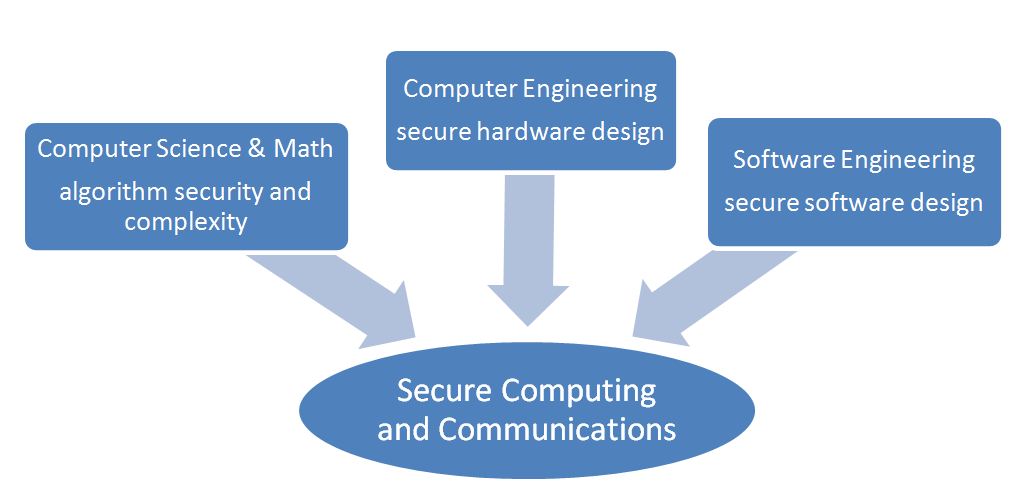 Computer Science & Math
algorithm security and
complexity
Computer Engineering
secure hardware design
Software Engineering
secure software design
Secure Computing
and Communications